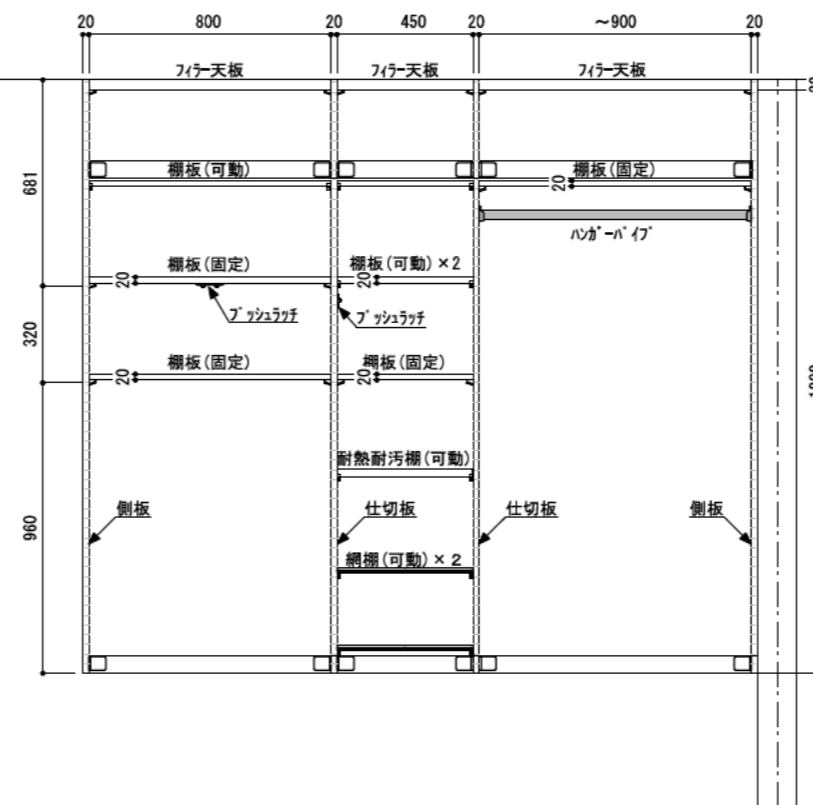 20 800 20 450 20 ～900 20
フィラー天板 フィラー天板 フィラー天板
681
棚板(可動) 棚板(固定)
20
ハンガーパイプ
棚板(固定) 棚板(可動)×2
20 20
プッシュラッチ プッシュラッチ
320
棚板(固定) 棚板(固定)
20 20
耐熱耐汚棚(可動)
960
側板 仕切板 仕切板 側板
網棚(可動)×２